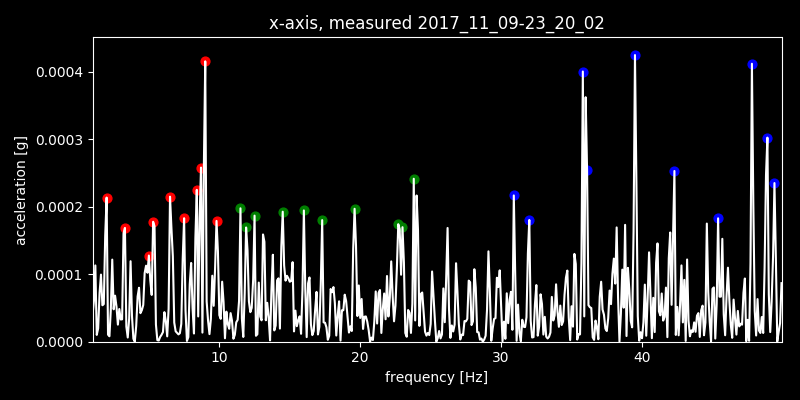 x-axis, measured 2017_11_09-23_20_02
0.0004
0.0003
0.0002
0.0001
0.0000
acceleration [g]
10 20 30 40
frequency [Hz]